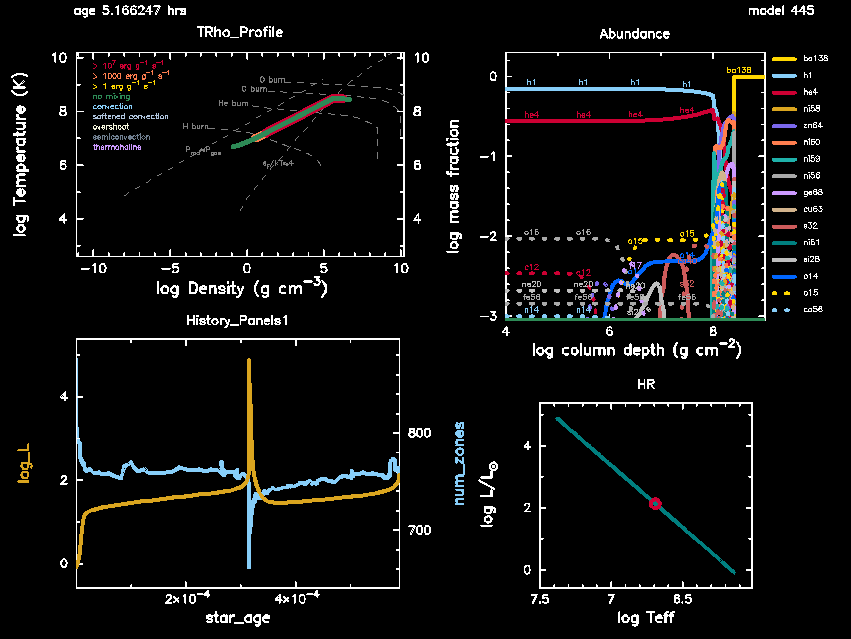 age 5.166247 hrs
model 445
TRho_Profile
> 10⁷ erg g⁻¹ s⁻¹
> 1000 erg g⁻¹ s⁻¹
> 1 erg g⁻¹ s⁻¹
no mixing
convection
softened convection
overshoot
semiconvection
thermohaline
O burn
C burn
He burn
H burn
log Temperature (K)
10
8
6
4
10
8
6
4
−10
−5
0
5
10
log Density (g cm⁻³)
Abundance
ba138
h1
h1
h1
h1
he4
he4
he4
he4
o16
o16
o15
o15
c12
c12
ne20
ne20
ne20
fe56
fe56
fe56
fe56
n14
n14
o14
log mass fraction
0
−1
−2
−3
4
6
8
log column depth (g cm⁻²)
ba138
h1
he4
ni58
zn64
ni60
ni59
ni56
ge68
cu63
s32
ni61
si28
o14
o15
co56
History_Panels1
log_L
4
2
0
num_zones
800
700
2×10⁻⁴
4×10⁻⁴
star_age
HR
log L/L☉
4
2
0
7.5
7
6.5
log Teff